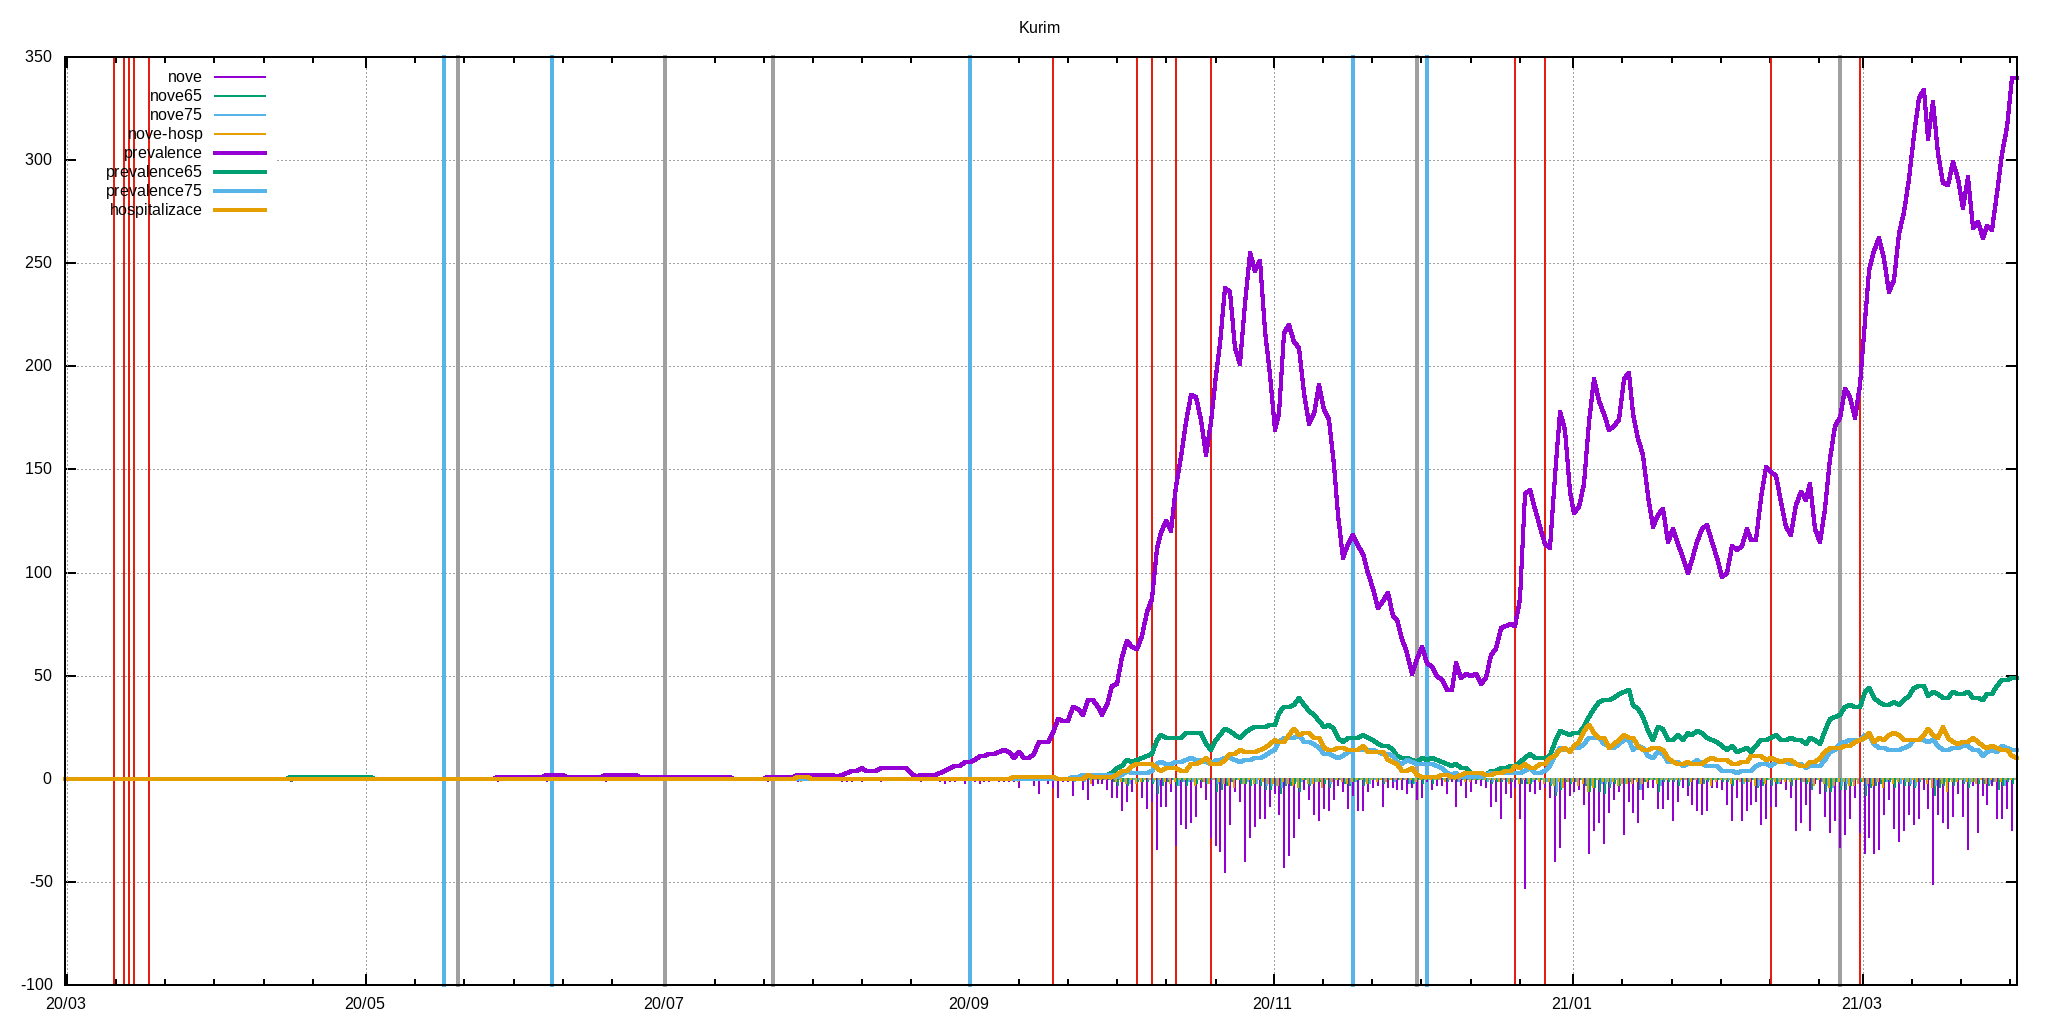 Kurim
350
300
250
200
150
100
50
0
-50
-100
nove
nove65
nove75
nove-hosp
prevalence
prevalence65
prevalence75
hospitalizace
20/03
20/05
20/07
20/09
20/11
21/01
21/03